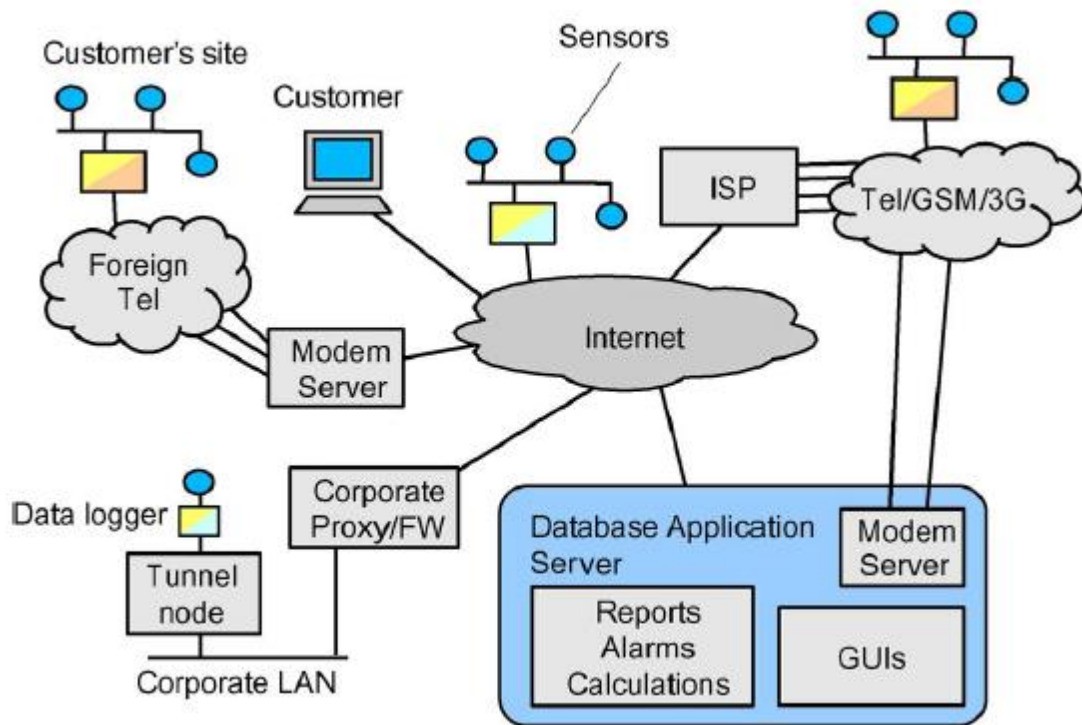 Customer's site
Sensors
Customer
ISP
Tel/GSM/3G
Foreign
Tel
Internet
Modem
Server
Data logger
Corporate
Proxy/FW
Tunnel
node
Corporate LAN
Database Application
Server
Modem
Server
Reports
Alarms
Calculations
GUIs